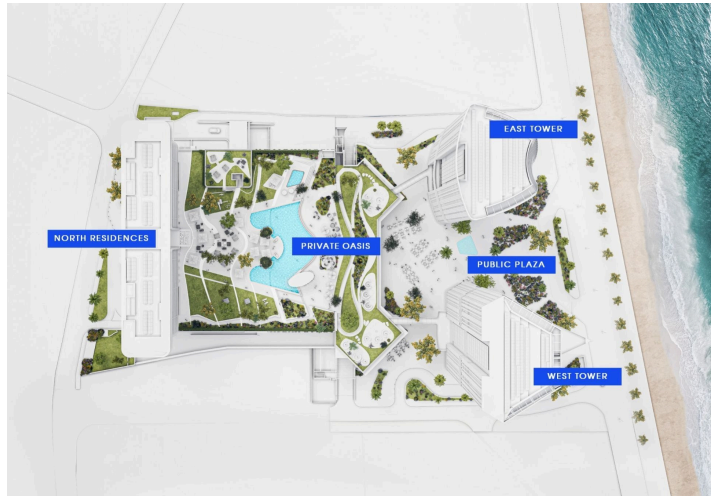 EAST TOWER
NORTH RESIDENCES
PRIVATE OASIS
PUBLIC PLAZA
WEST TOWER